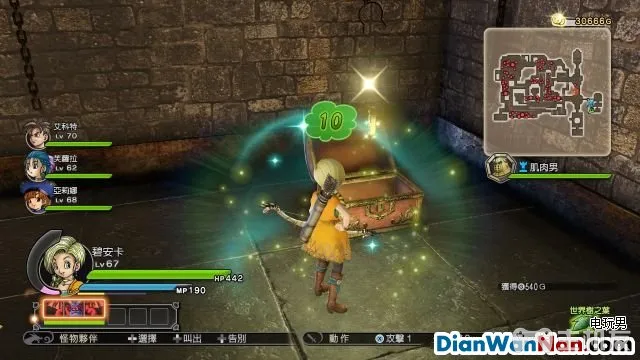 30666G
10
艾科特
Lv 70
芙蘿拉
Lv 62
亞莉娜
Lv 68
肌肉男
碧安卡
Lv 67
HP 442
MP 190
獲得 540G
世界樹之葉
电玩男
怪物夥伴 選擇 叫出 告別 動作 攻擊 1
DianWanNan.com